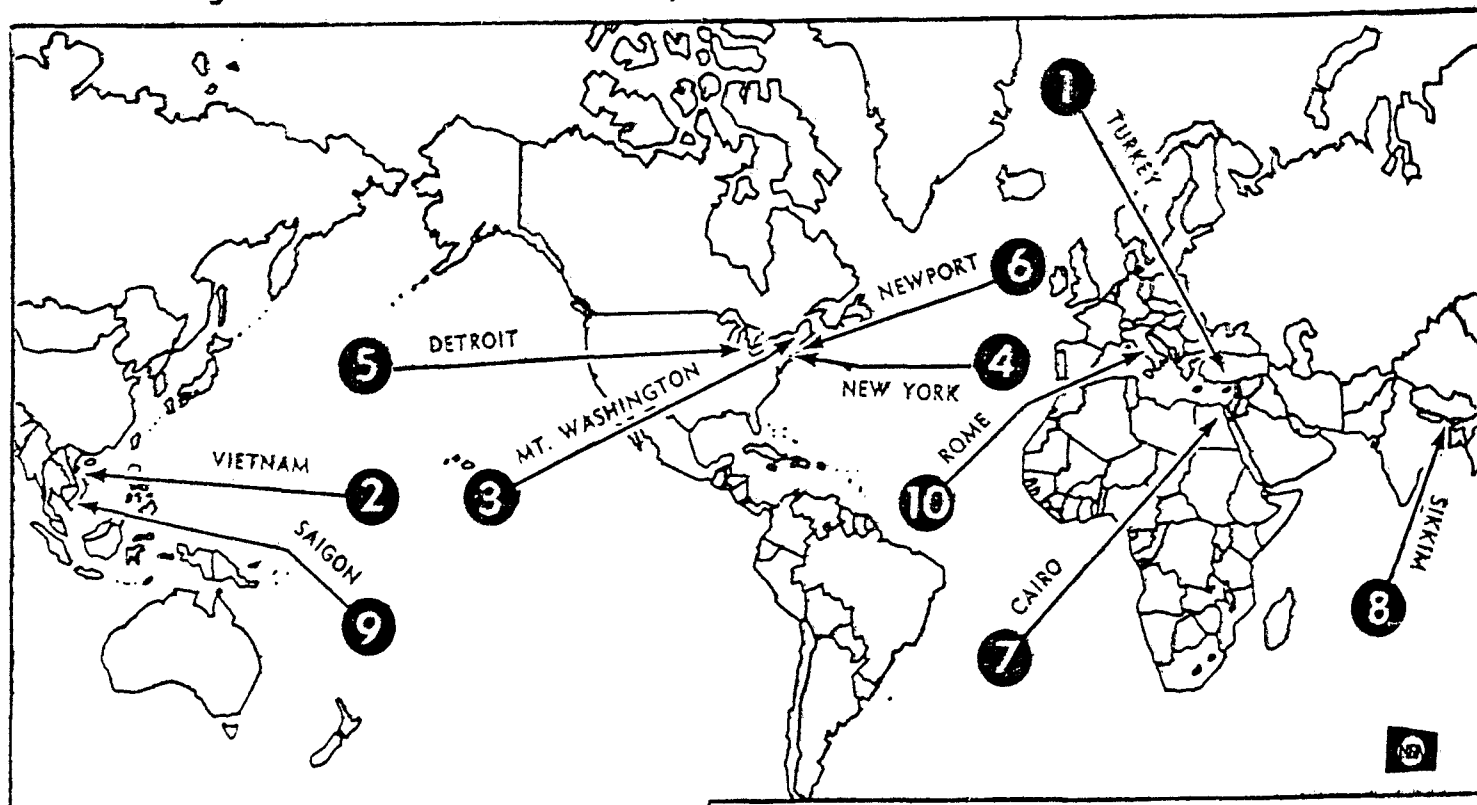 1
TURKEY
6
NEWPORT
5
DETROIT
4
NEW YORK
MT. WASHINGTON
3
VIETNAM
2
ROME
10
SAIGON
9
SIKKIM
8
CAIRO
7